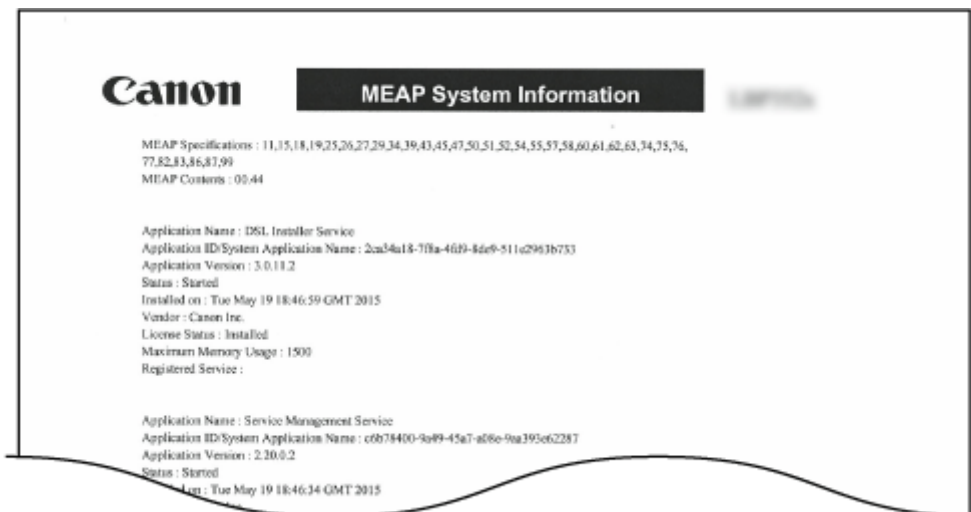 Canon
MEAP System Information
MEAP Specifications : 11,15,18,19,25,26,27,29,34,39,43,45,47,50,51,52,54,55,57,58,60,61,62,63,74,75,76,
77,82,83,86,87,99
MEAP Contents : 00.44
Application Name : DSL Installer Service
Application ID/System Application Name : 2ca34a18-7f8a-4fd9-8de9-511c2963b733
Application Version : 3.0.11.2
Status : Started
Installed on : Tue May 19 18:46:59 GMT 2015
Vendor : Canon Inc.
License Status : Installed
Maximum Memory Usage : 1500
Registered Service :
Application Name : Service Management Service
Application ID/System Application Name : c6b78400-9a49-45a7-a08e-9aa393e62287
Application Version : 2.20.0.2
Status : Started
on : Tue May 19 18:46:34 GMT 2015